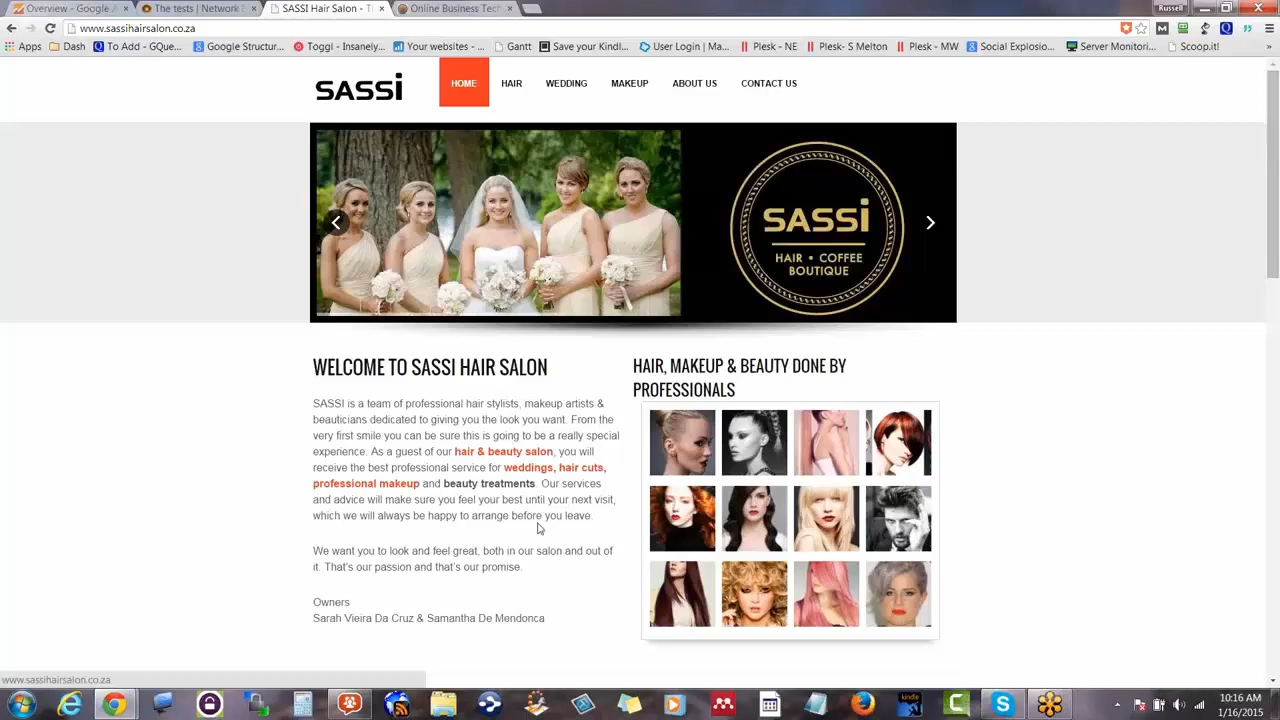 Overview - Google A
The tests | Network
SASSI Hair Salon - T
Online Business Tech
Russell
www.sassihairsalon.co.za
Apps
Dash
To Add - GQue...
Google Structur...
Toggl - Insanely...
Your websites - ...
Gantt
Save your Kindl...
User Login | Ma...
Plesk - NE
Plesk- S Melton
Plesk - MW
Social Explosio...
Server Monitori...
Scoop.it!
»
SASSi
HOME
HAIR
WEDDING
MAKEUP
ABOUT US
CONTACT US
SASSi
HAIR • COFFEE
BOUTIQUE
WELCOME TO SASSI HAIR SALON
SASSI is a team of professional hair stylists, makeup artists &
beauticians dedicated to giving you the look you want. From the
very first smile you can be sure this is going to be a really special
experience. As a guest of our hair & beauty salon, you will
receive the best professional service for weddings, hair cuts,
professional makeup and beauty treatments. Our services
and advice will make sure you feel your best until your next visit,
which we will always be happy to arrange before you leave.
We want you to look and feel great, both in our salon and out of
it. That's our passion and that's our promise.
Owners
Sarah Vieira Da Cruz & Samantha De Mendonca
HAIR, MAKEUP & BEAUTY DONE BY
PROFESSIONALS
www.sassihairsalon.co.za
kindle
10:16 AM
1/16/2015